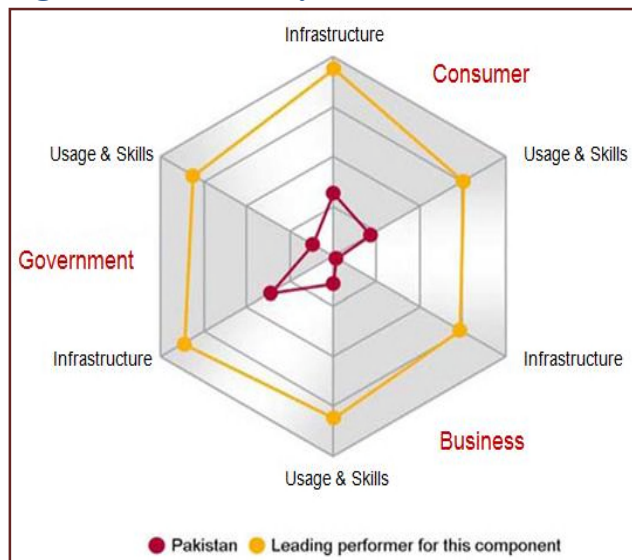 Infrastructure
Consumer
Usage & Skills
Usage & Skills
Government
Infrastructure
Infrastructure
Business
Usage & Skills
Pakistan
Leading performer for this component